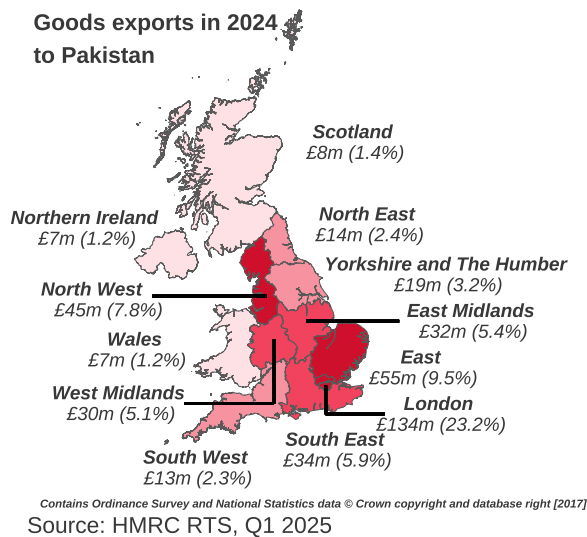 Goods exports in 2024
to Pakistan
Scotland
£8m (1.4%)
Northern Ireland
£7m (1.2%)
North East
£14m (2.4%)
Yorkshire and The Humber
£19m (3.2%)
North West
£45m (7.8%)
East Midlands
£32m (5.4%)
Wales
£7m (1.2%)
East
£55m (9.5%)
West Midlands
£30m (5.1%)
London
£134m (23.2%)
South East
£34m (5.9%)
South West
£13m (2.3%)
Contains Ordinance Survey and National Statistics data © Crown copyright and database right [2017]
Source: HMRC RTS, Q1 2025